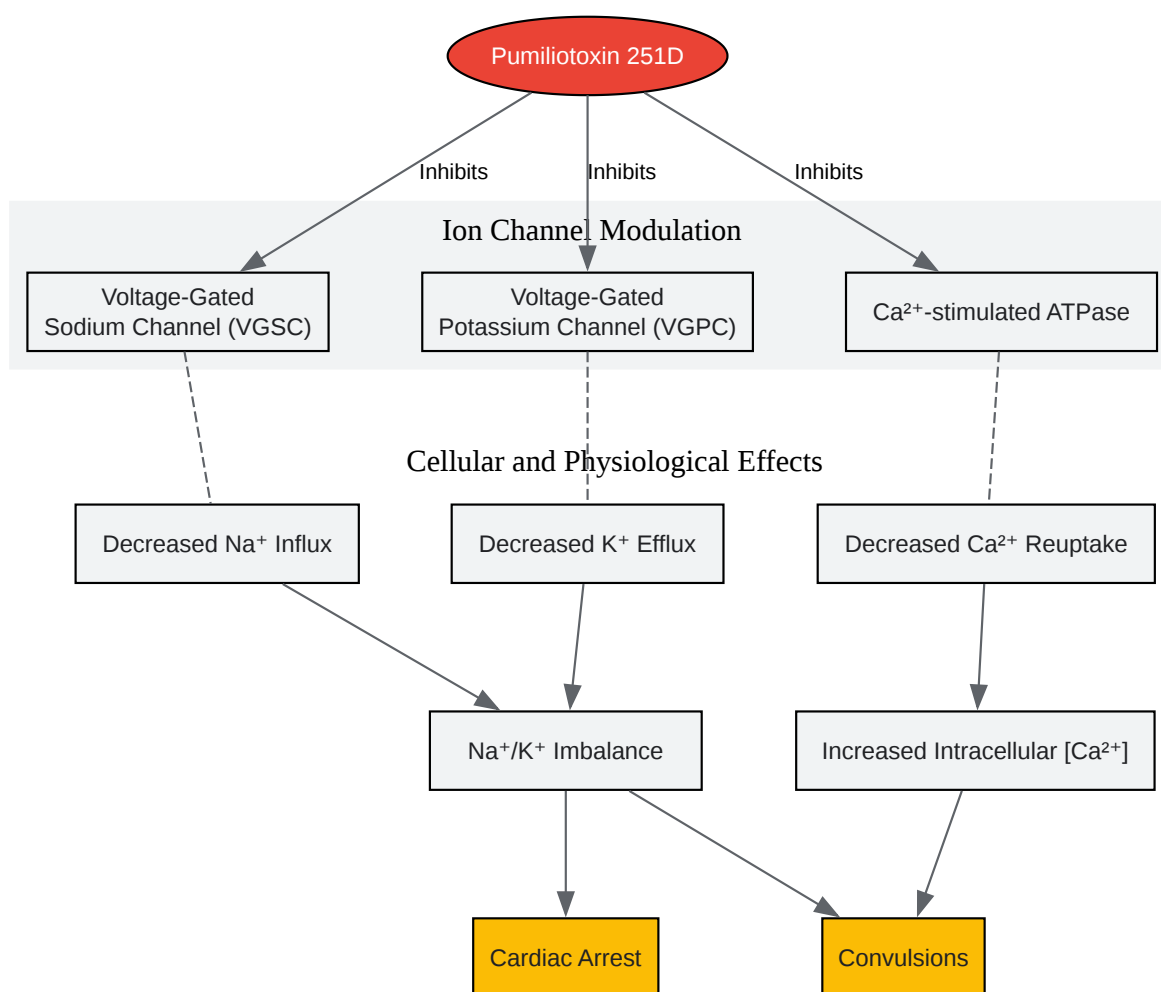 Pumiliotoxin 251D
Inhibits
Inhibits
Inhibits
Ion Channel Modulation
Voltage-Gated
Sodium Channel (VGSC)
Voltage-Gated
Potassium Channel (VGPC)
Ca²⁺-stimulated ATPase
Cellular and Physiological Effects
Decreased Na⁺ Influx
Decreased K⁺ Efflux
Decreased Ca²⁺ Reuptake
Na⁺/K⁺ Imbalance
Increased Intracellular [Ca²⁺]
Cardiac Arrest
Convulsions